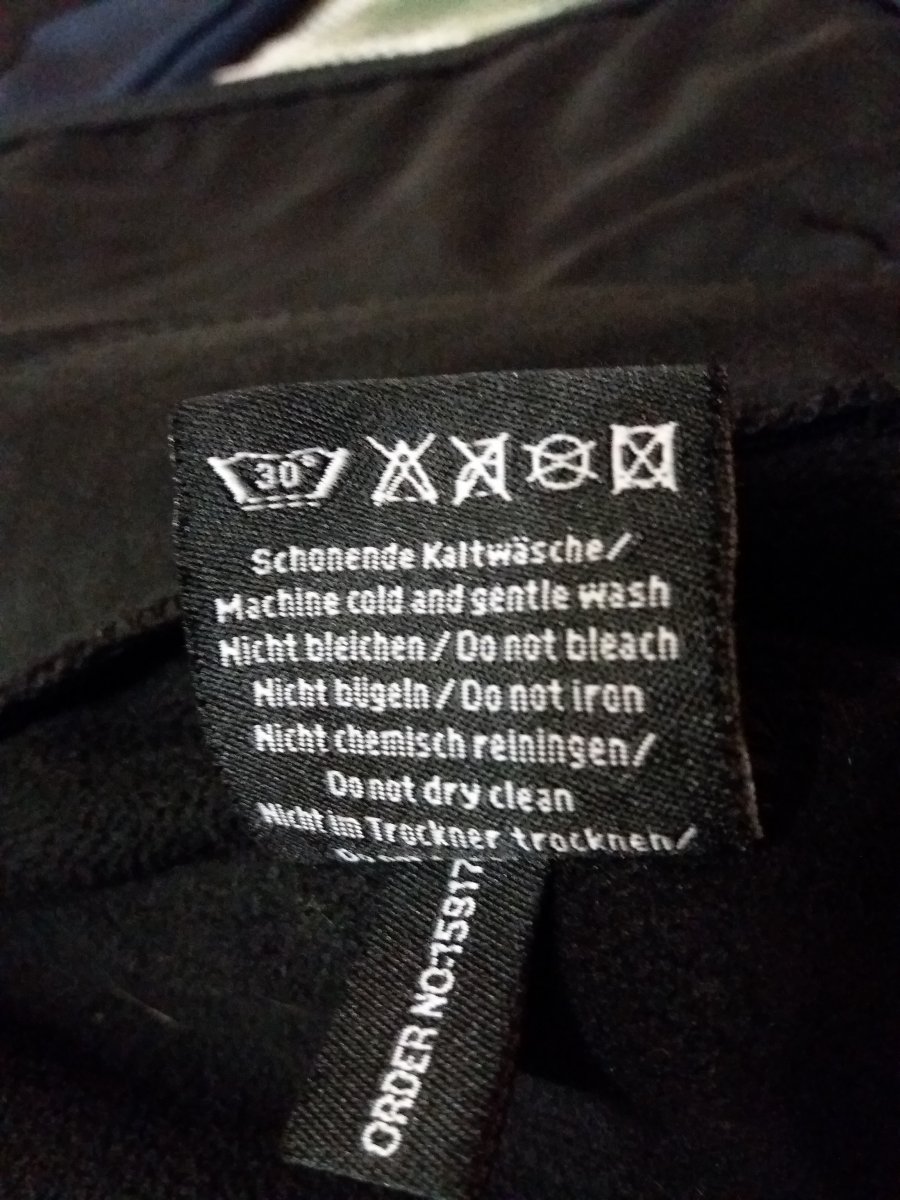 30°
Schonende Kaltwäsche/
Machine cold and gentle wash
Nicht bleichen/Do not bleach
Nicht bügeln/Do not iron
Nicht chemisch reiningen/
Do not dry clean
Nicht im Trockner trocknen/
ORDER NO:15917